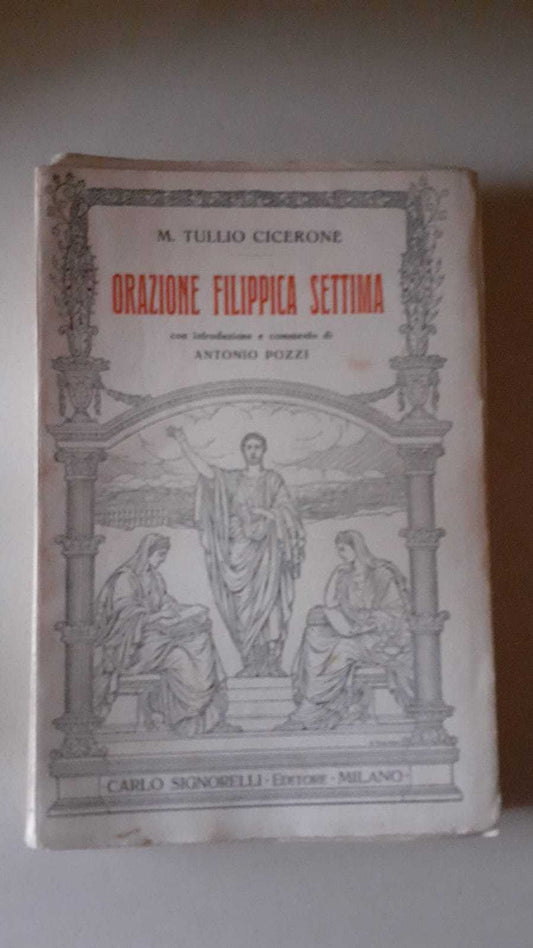 M. TULLIO CICERONE
ORAZIONE FILIPPICA SETTIMA
con introduzione e commento di
ANTONIO POZZI
CARLO SIGNORELLI · EDITORE · MILANO ·